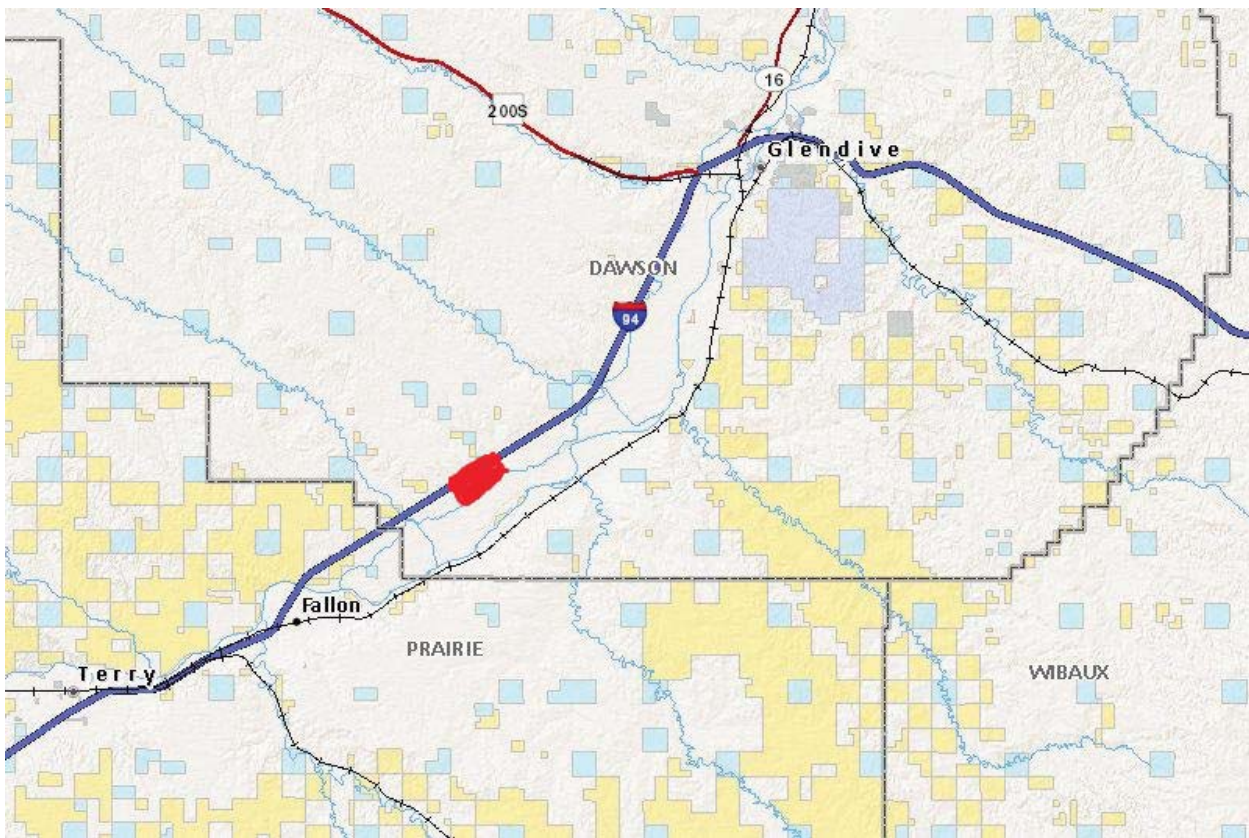 16
200S
Glendive
DAWSON
94
Fallon
PRAIRIE
Terry
WIBAUX